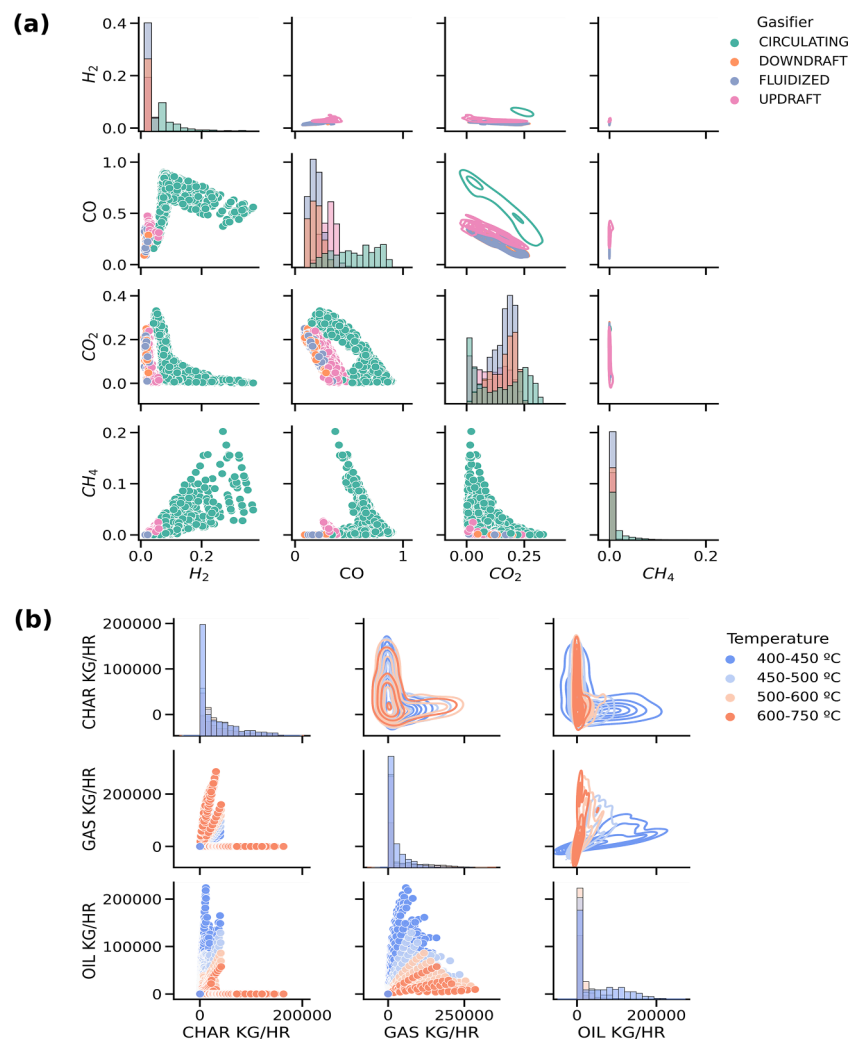 (a)
Gasifier
CIRCULATING
DOWNDRAFT
FLUIDIZED
UPDRAFT
H₂
0.4
0.2
0.0
CO
1.0
0.5
0.0
CO₂
0.4
0.2
0.0
CH₄
0.2
0.1
0.0
0.0 0.2
0 1
0.00 0.25
0.0 0.2
H₂ CO CO₂ CH₄
(b)
Temperature
400-450 ºC
450-500 ºC
500-600 ºC
600-750 ºC
CHAR KG/HR
200000
100000
0
GAS KG/HR
200000
0
OIL KG/HR
200000
100000
0
0 200000
0 250000
0 200000
CHAR KG/HR GAS KG/HR OIL KG/HR